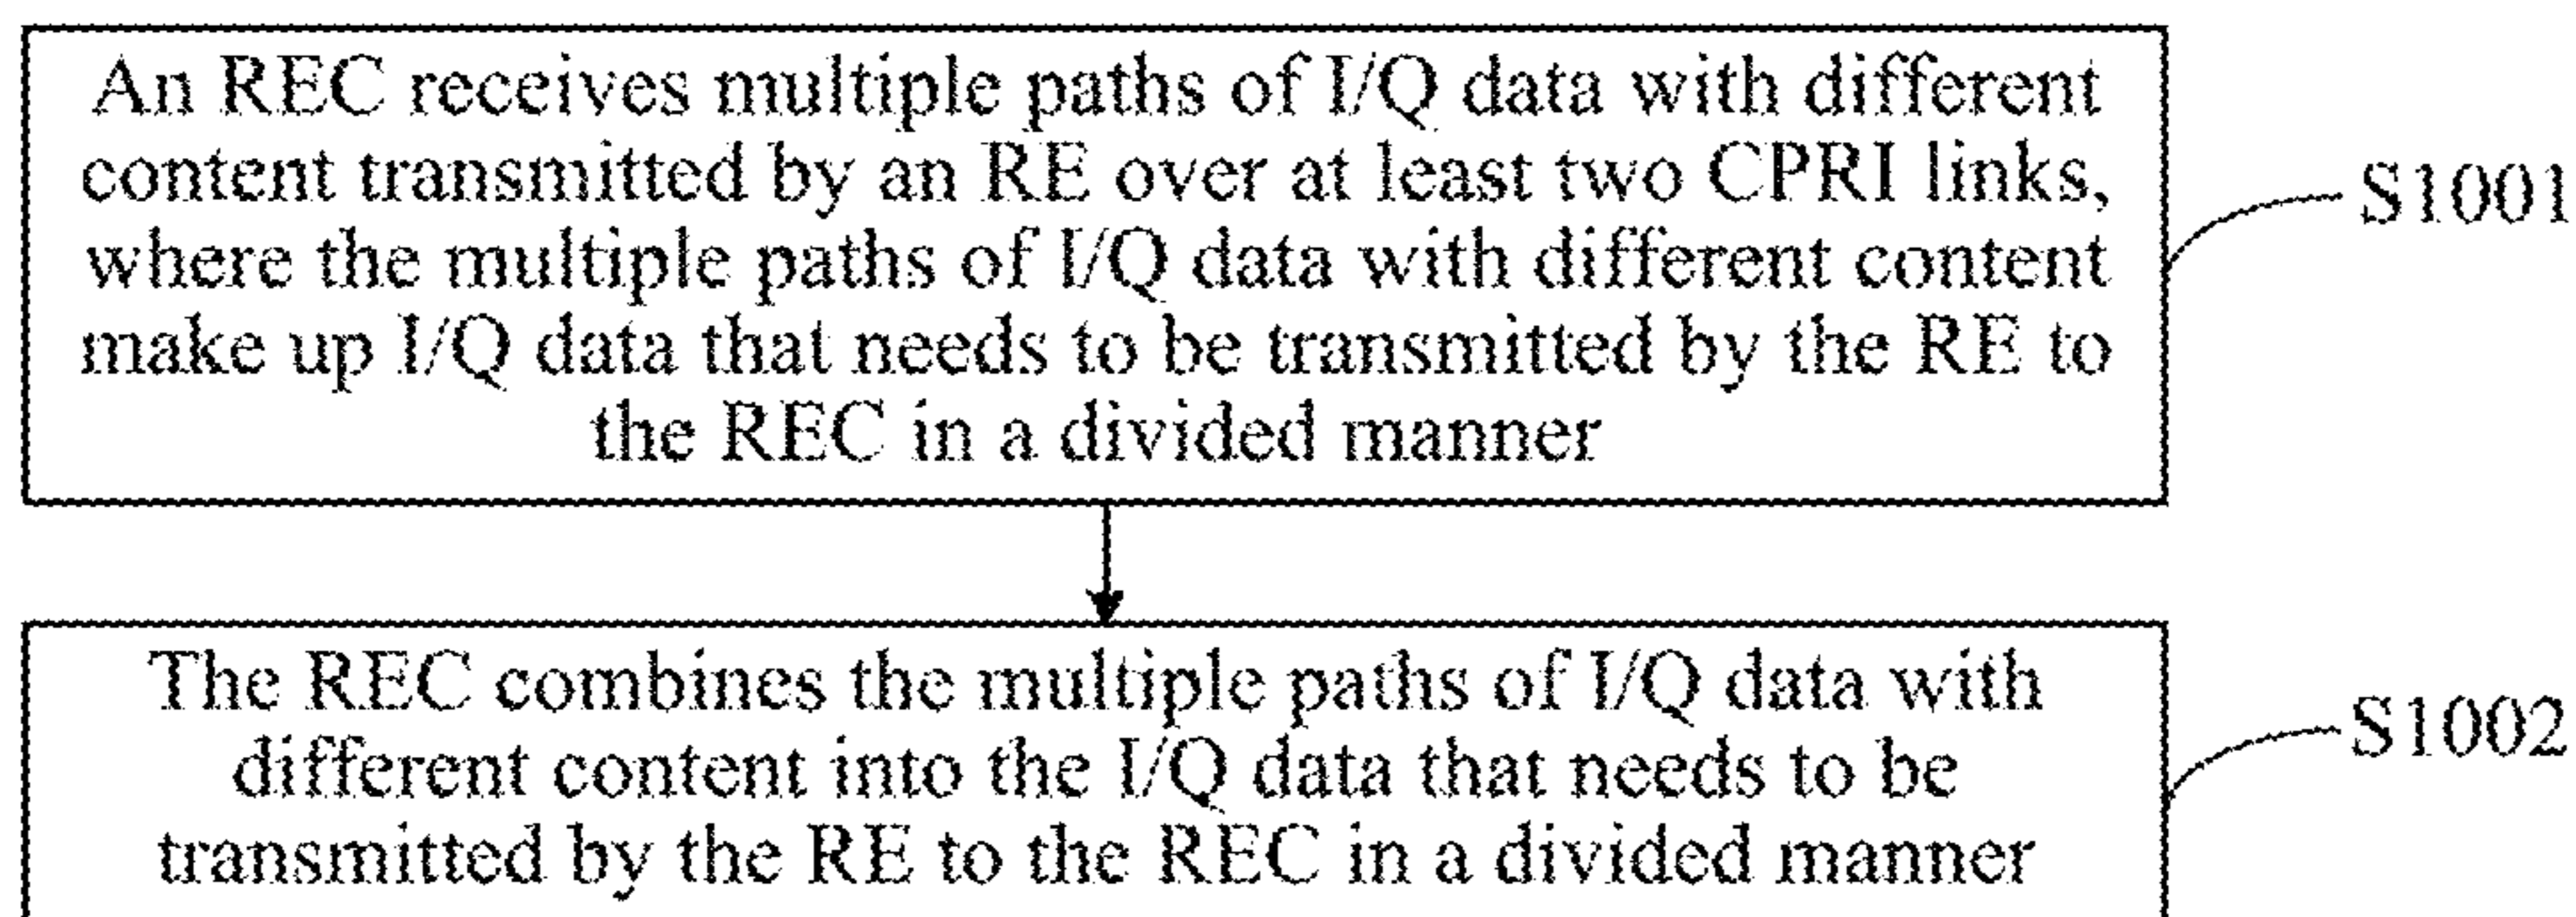 An REC receives multiple paths of I/Q data with different
content transmitted by an RE over at least two CPRI links,
where the multiple paths of I/Q data with different content
make up I/Q data that needs to be transmitted by the RE to
the REC in a divided manner
S1001
The REC combines the multiple paths of I/Q data with
different content into the I/Q data that needs to be
transmitted by the RE to the REC in a divided manner
S1002